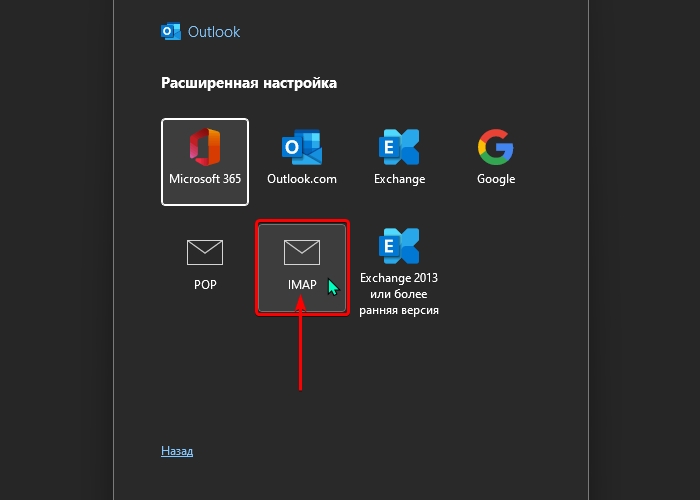 Outlook
Расширенная настройка
Microsoft 365
Outlook.com
Exchange
Google
POP
IMAP
Exchange 2013
или более
ранняя версия
Назад